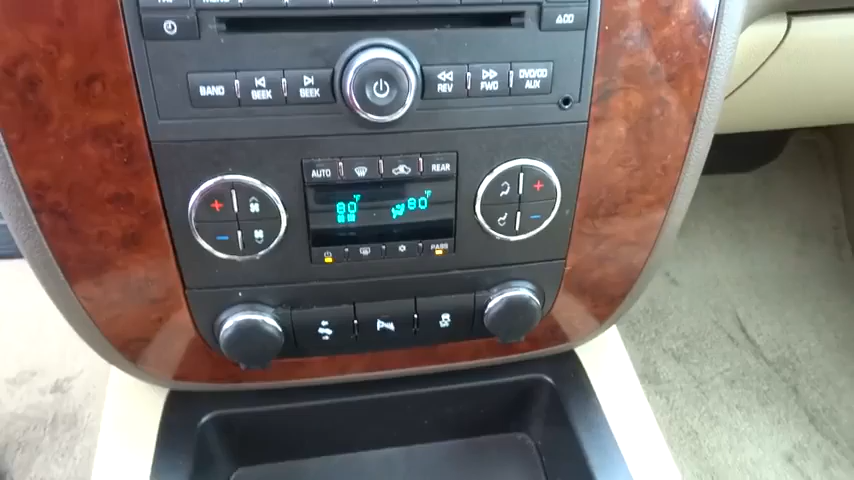 BAND SEEK SEEK REV FWD DVD/CD AUX
AUTO REAR
80°F 80°F
PASS